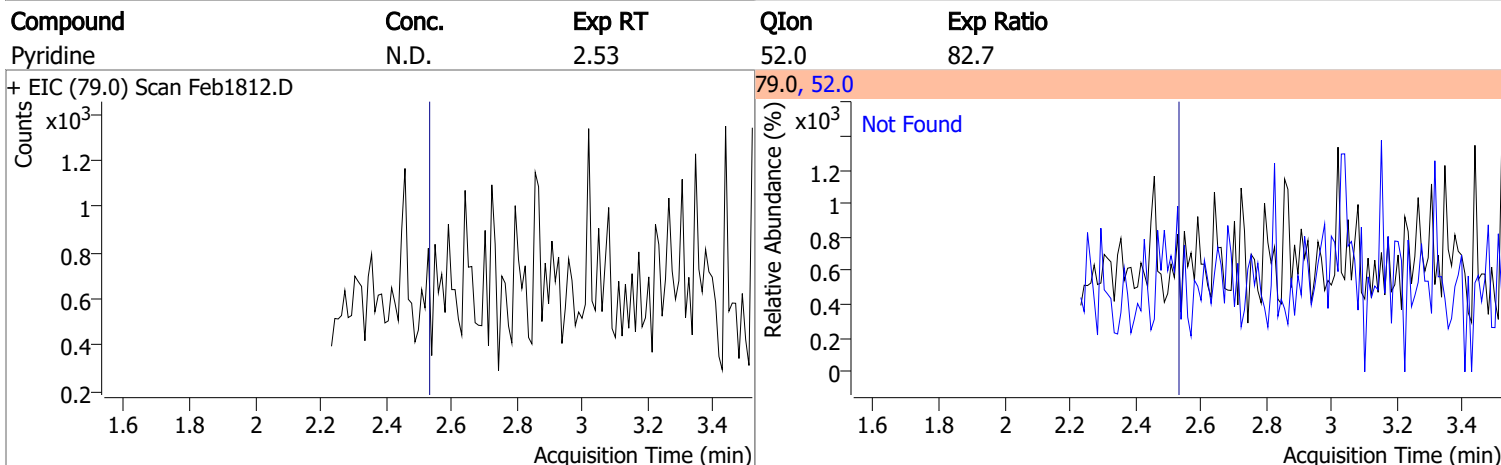 Compound Conc. Exp RT QIon Exp Ratio
Pyridine N.D. 2.53 52.0 82.7
+ EIC (79.0) Scan Feb1812.D
Counts
x10³
1.2
1
0.8
0.6
0.4
0.2
1.6 1.8 2 2.2 2.4 2.6 2.8 3 3.2 3.4
Acquisition Time (min)
79.0, 52.0
Relative Abundance (%)
x10³
Not Found
1.2
1
0.8
0.6
0.4
0.2
0
1.6 1.8 2 2.2 2.4 2.6 2.8 3 3.2 3.4
Acquisition Time (min)